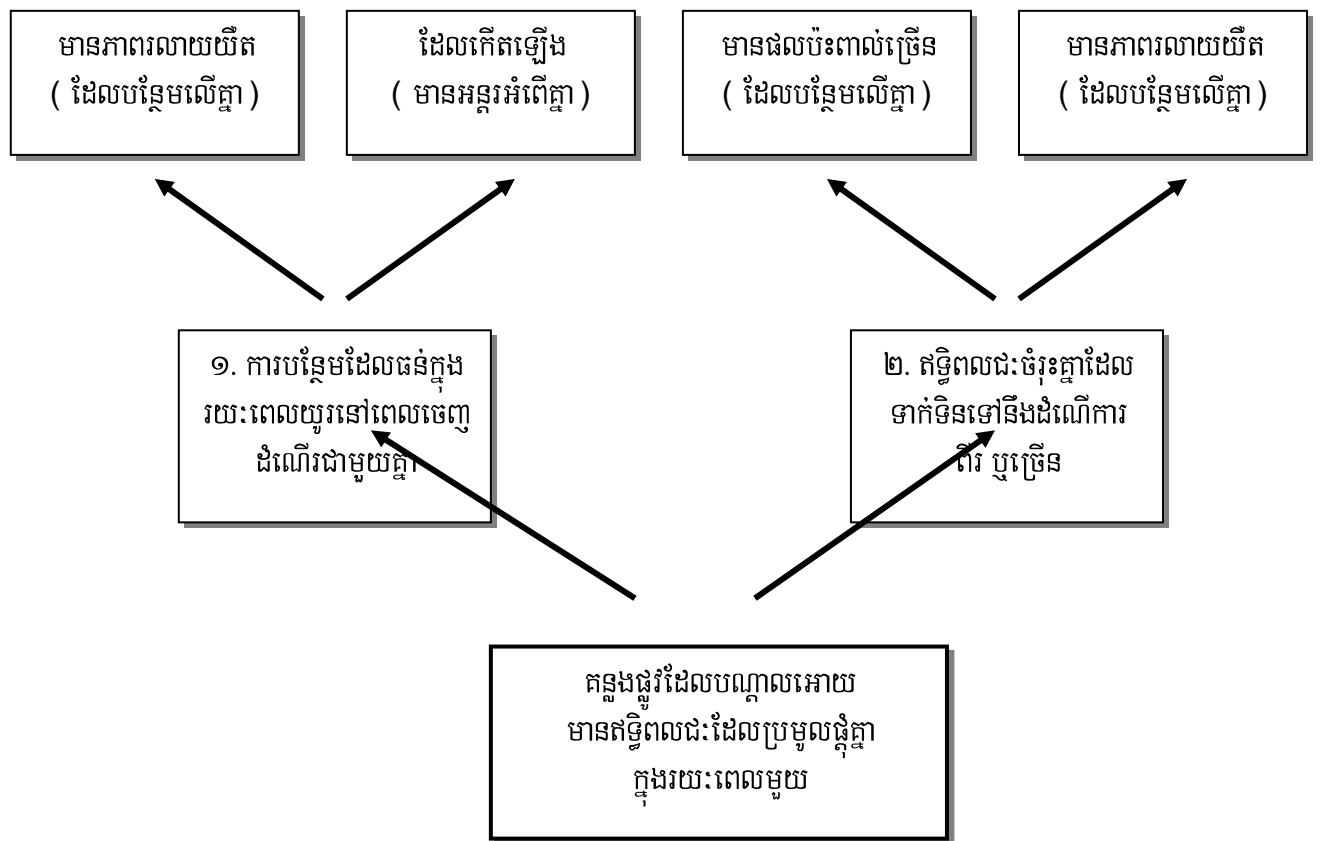 មានភាពរលាយយឺត
( ដែលបន្ថែមលើគ្នា )
ដែលកើតឡើង
( មានអន្តរអំពើគ្នា )
មានផលប៉ះពាល់ច្រើន
( ដែលបន្ថែមលើគ្នា )
មានភាពរលាយយឺត
( ដែលបន្ថែមលើគ្នា )
១. ការបន្ថែមដែលធន់ក្នុង
រយ:ពេលយូរនៅពេលចេញ
ដំណើរជាមួយគ្នា
២. ឥទ្ធិពលជ:ចំរុះគ្នាដែល
ទាក់ទិនទៅនឹងដំណើការ
ពីរ ឬច្រើន
គន្លងផ្លូវដែលបណ្តាលអោយ
មានឥទ្ធិពលជ:ដែលប្រមូលផ្តុំគ្នា
ក្នុងរយ:ពេលមួយ